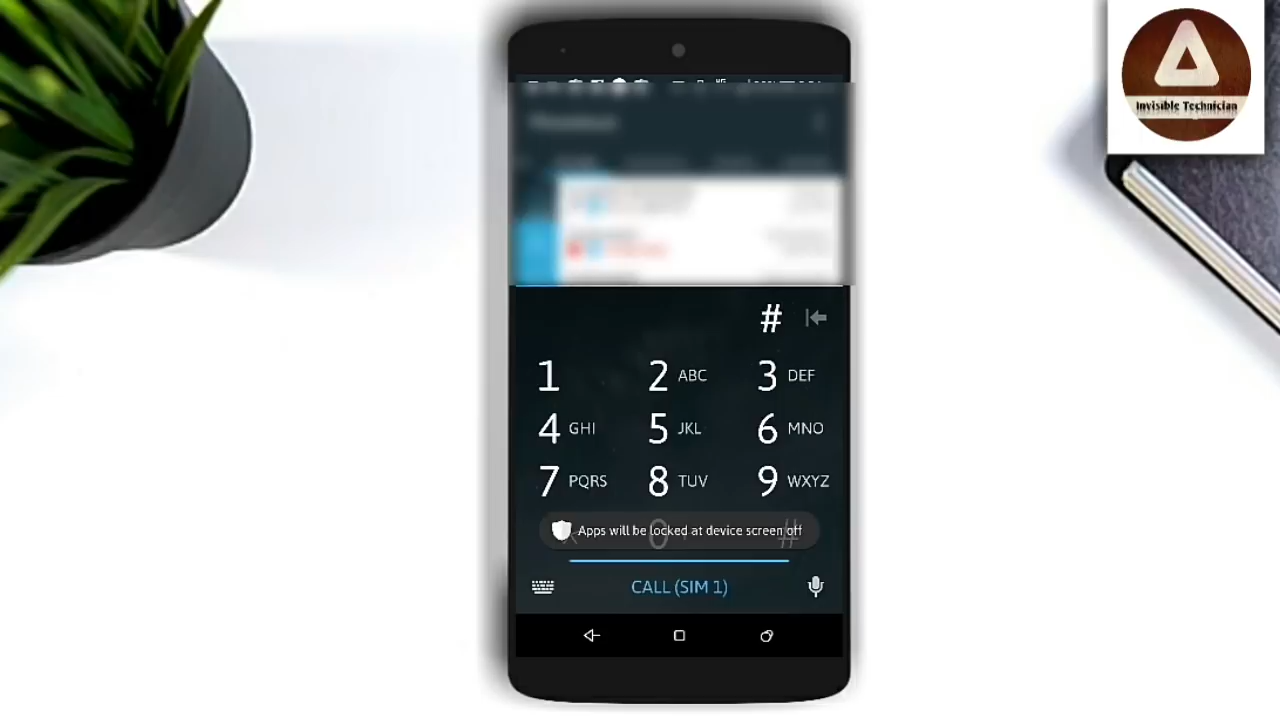 Invisible Technician
#
1 2 ABC 3 DEF
4 GHI 5 JKL 6 MNO
7 PQRS 8 TUV 9 WXYZ
0 #
Apps will be locked at device screen off
CALL (SIM 1)